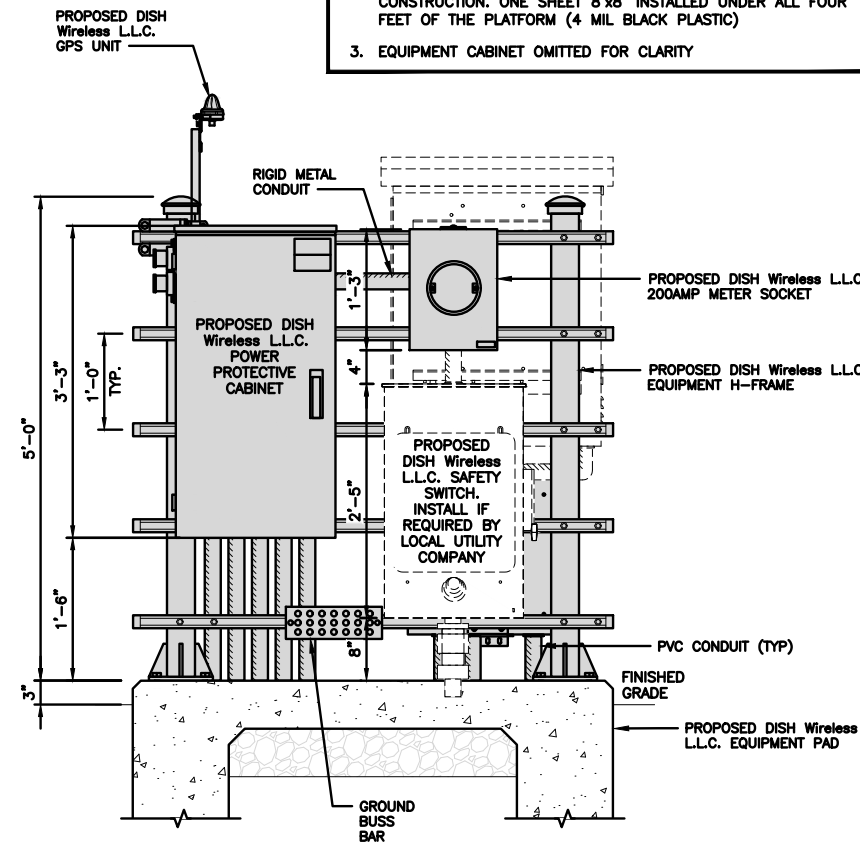 CONSTRUCTION. ONE SHEET 8'x8' INSTALLED UNDER ALL FOUR
FEET OF THE PLATFORM (4 MIL BLACK PLASTIC)
3. EQUIPMENT CABINET OMITTED FOR CLARITY
PROPOSED DISH
Wireless L.L.C.
GPS UNIT
RIGID METAL
CONDUIT
PROPOSED DISH Wireless L.L.C
200AMP METER SOCKET
PROPOSED DISH Wireless L.L.C
EQUIPMENT H-FRAME
PROPOSED DISH
Wireless L.L.C.
POWER
PROTECTIVE
CABINET
PROPOSED
DISH Wireless
L.L.C. SAFETY
SWITCH.
INSTALL IF
REQUIRED BY
LOCAL UTILITY
COMPANY
5'-0"
3'-3"
1'-0"
TYP.
1'-6"
3"
1'-3"
4"
2'-5"
8"
PVC CONDUIT (TYP)
FINISHED
GRADE
PROPOSED DISH Wireless
L.L.C. EQUIPMENT PAD
GROUND
BUSS
BAR